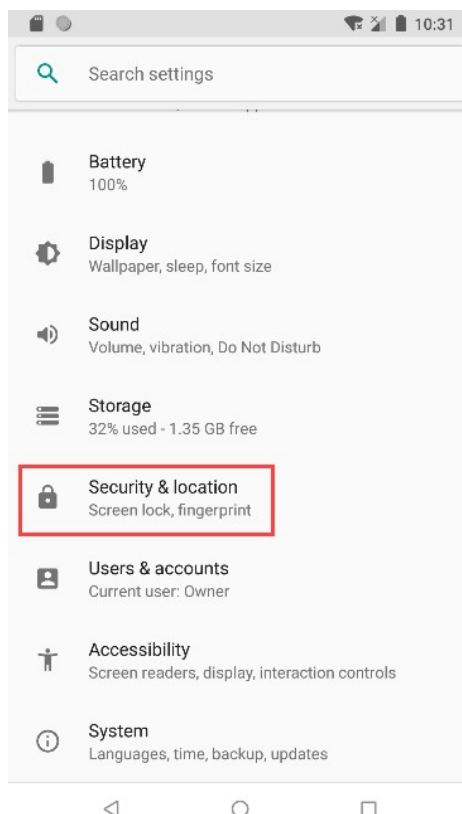 10:31
Search settings
Battery
100%
Display
Wallpaper, sleep, font size
Sound
Volume, vibration, Do Not Disturb
Storage
32% used - 1.35 GB free
Security & location
Screen lock, fingerprint
Users & accounts
Current user: Owner
Accessibility
Screen readers, display, interaction controls
System
Languages, time, backup, updates